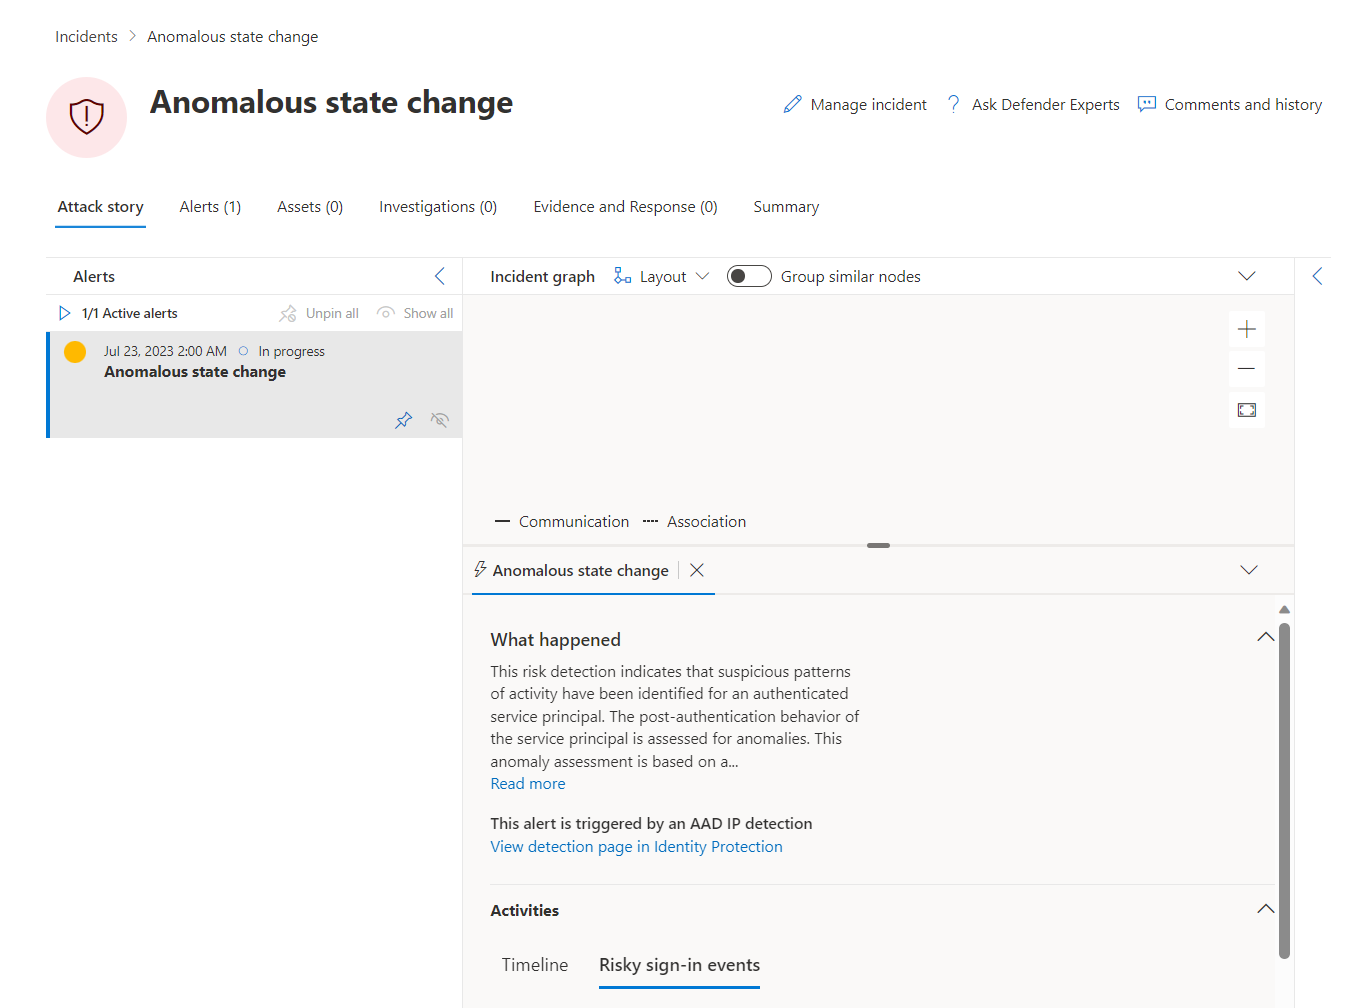 Incidents > Anomalous state change
Anomalous state change
Manage incident ? Ask Defender Experts Comments and history
Attack story Alerts (1) Assets (0) Investigations (0) Evidence and Response (0) Summary
Alerts
Incident graph Layout Group similar nodes
1/1 Active alerts Unpin all Show all
Jul 23, 2023 2:00 AM In progress
Anomalous state change
Communication Association
Anomalous state change
What happened
This risk detection indicates that suspicious patterns
of activity have been identified for an authenticated
service principal. The post-authentication behavior of
the service principal is assessed for anomalies. This
anomaly assessment is based on a...
Read more
This alert is triggered by an AAD IP detection
View detection page in Identity Protection
Activities
Timeline Risky sign-in events